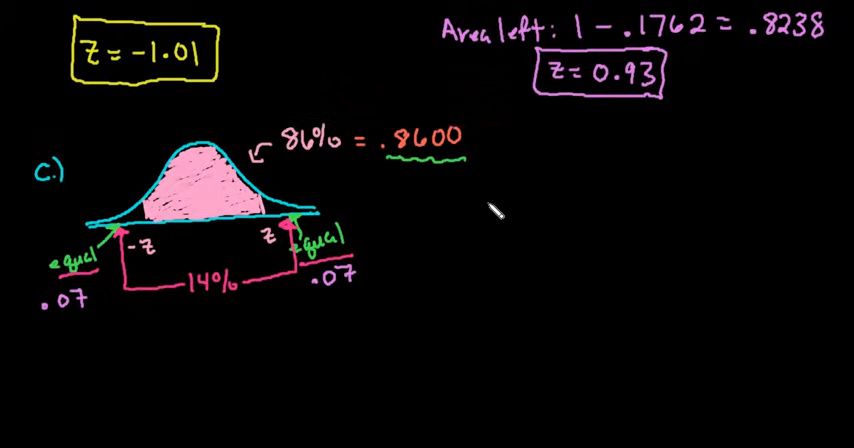 z = -1.01
Area left: 1 - .1762 = .8238
z = 0.93
c.)
86% = .8600
equal
-z
z
equal
14%
.07
.07